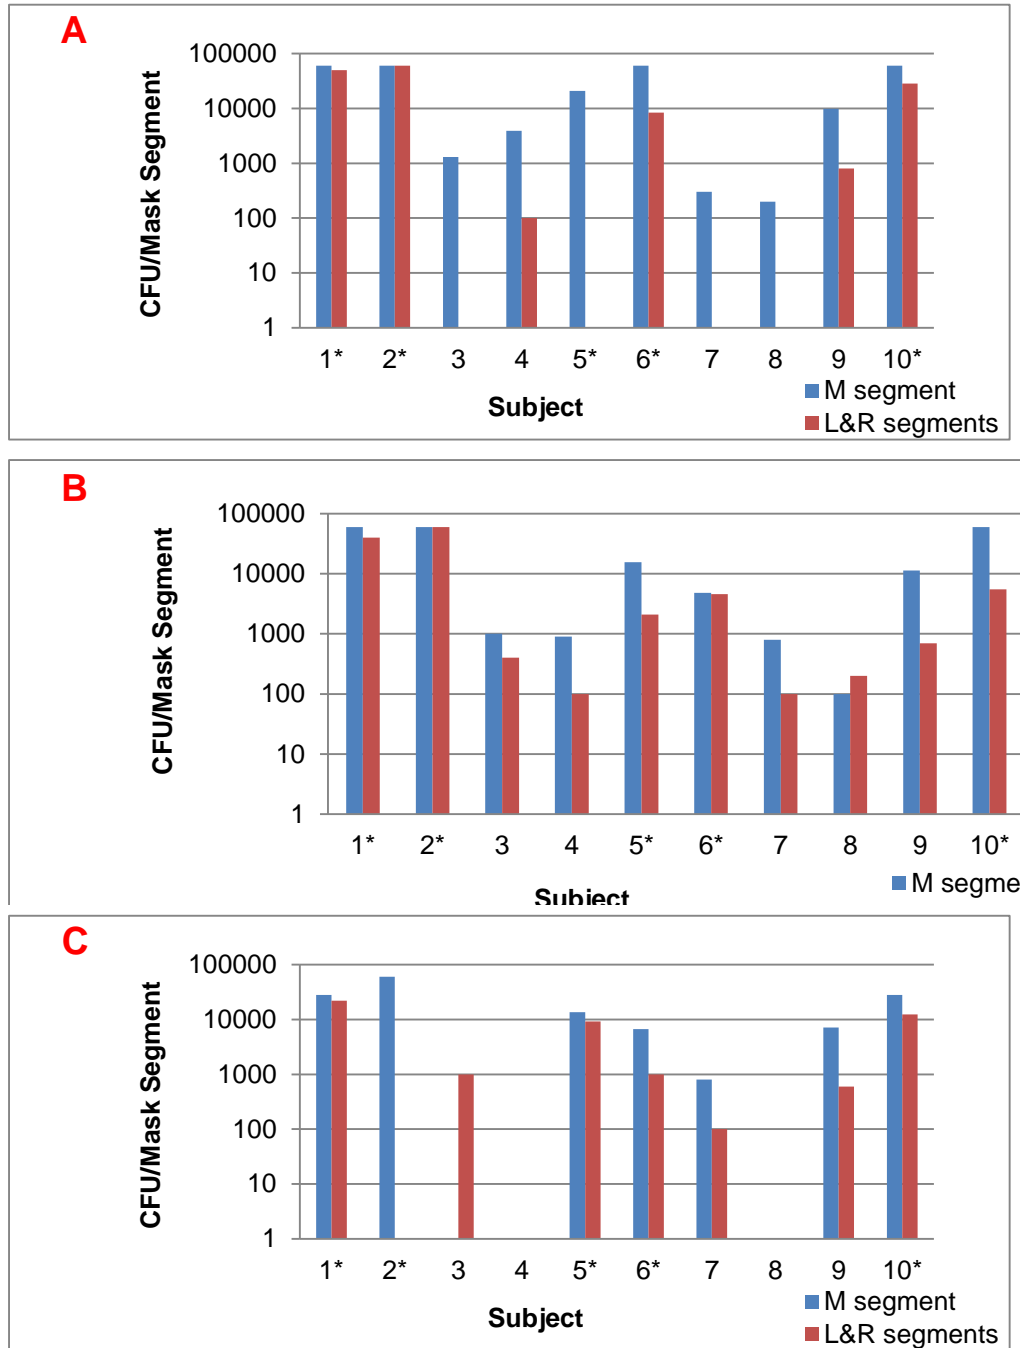 A
CFU/Mask Segment
100000
10000
1000
100
10
1
1* 2* 3 4 5* 6* 7 8 9 10*
Subject
M segment
L&R segments
B
CFU/Mask Segment
100000
10000
1000
100
10
1
1* 2* 3 4 5* 6* 7 8 9 10*
Subject
M segme
C
CFU/Mask Segment
100000
10000
1000
100
10
1
1* 2* 3 4 5* 6* 7 8 9 10*
Subject
M segment
L&R segments